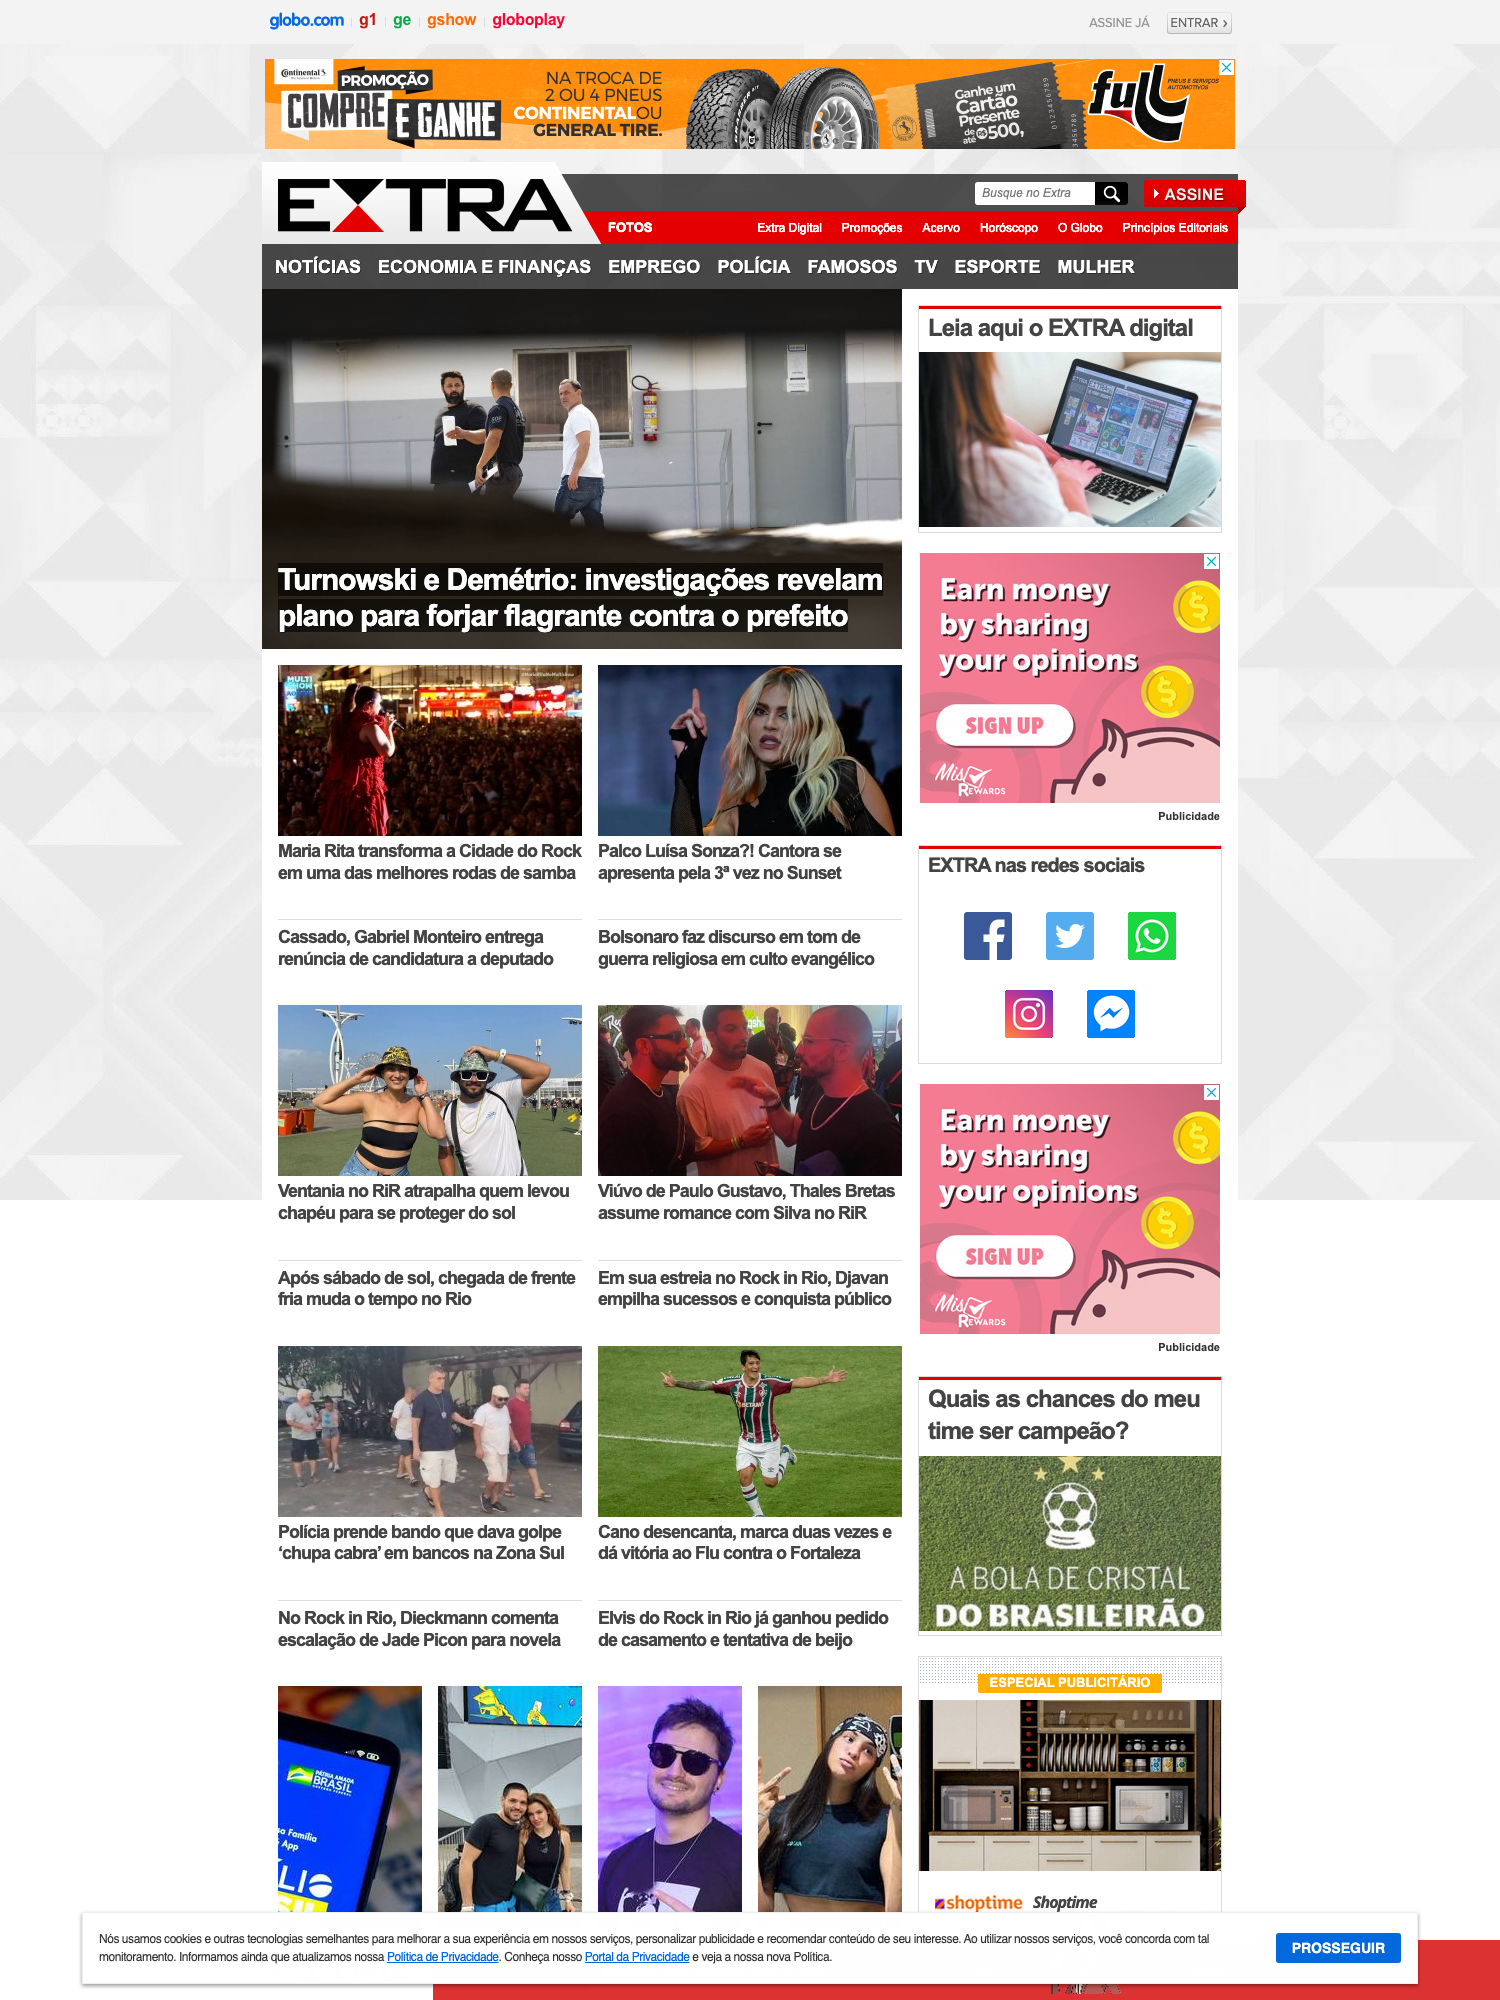 globo.com g1 ge gshow globoplay
ASSINE JÁ ENTRAR ›
Continental
PROMOÇÃO
COMPRE
E GANHE
NA TROCA DE
2 OU 4 PNEUS
CONTINENTAL OU
GENERAL TIRE.
Ganhe um
Cartão
Presente
de até R$ 500,
0123456789
full
PNEUS E SERVIÇOS
AUTOMOTIVOS
EXTRA
Busque no Extra
ASSINE
FOTOS
Extra Digital Promoções Acervo Horóscopo O Globo Princípios Editoriais
NOTÍCIAS ECONOMIA E FINANÇAS EMPREGO POLÍCIA FAMOSOS TV ESPORTE MULHER
Turnowski e Demétrio: investigações revelam
plano para forjar flagrante contra o prefeito
Leia aqui o EXTRA digital
EXTRA
Earn money
by sharing
your opinions
SIGN UP
Mis
REWARDS
Publicidade
MULTI
SHOW
Maria Rita transforma a Cidade do Rock
em uma das melhores rodas de samba
Palco Luísa Sonza?! Cantora se
apresenta pela 3ª vez no Sunset
Cassado, Gabriel Monteiro entrega
renúncia de candidatura a deputado
Bolsonaro faz discurso em tom de
guerra religiosa em culto evangélico
EXTRA nas redes sociais
Ventania no RiR atrapalha quem levou
chapéu para se proteger do sol
Viúvo de Paulo Gustavo, Thales Bretas
assume romance com Silva no RiR
Após sábado de sol, chegada de frente
fria muda o tempo no Rio
Em sua estreia no Rock in Rio, Djavan
empilha sucessos e conquista público
Earn money
by sharing
your opinions
SIGN UP
Mis
REWARDS
Publicidade
BETANO
Polícia prende bando que dava golpe
‘chupa cabra’ em bancos na Zona Sul
Cano desencanta, marca duas vezes e
dá vitória ao Flu contra o Fortaleza
No Rock in Rio, Dieckmann comenta
escalação de Jade Picon para novela
Elvis do Rock in Rio já ganhou pedido
de casamento e tentativa de beijo
Quais as chances do meu
time ser campeão?
A BOLA DE CRISTAL
DO BRASILEIRÃO
ESPECIAL PUBLICITÁRIO
shoptime Shoptime
PÁTRIA AMADA
BRASIL
Família
App
Nós usamos cookies e outras tecnologias semelhantes para melhorar a sua experiência em nossos serviços, personalizar publicidade e recomendar conteúdo de seu interesse. Ao utilizar nossos serviços, você concorda com tal
monitoramento. Informamos ainda que atualizamos nossa Política de Privacidade. Conheça nosso Portal da Privacidade e veja a nossa nova Política.
PROSSEGUIR